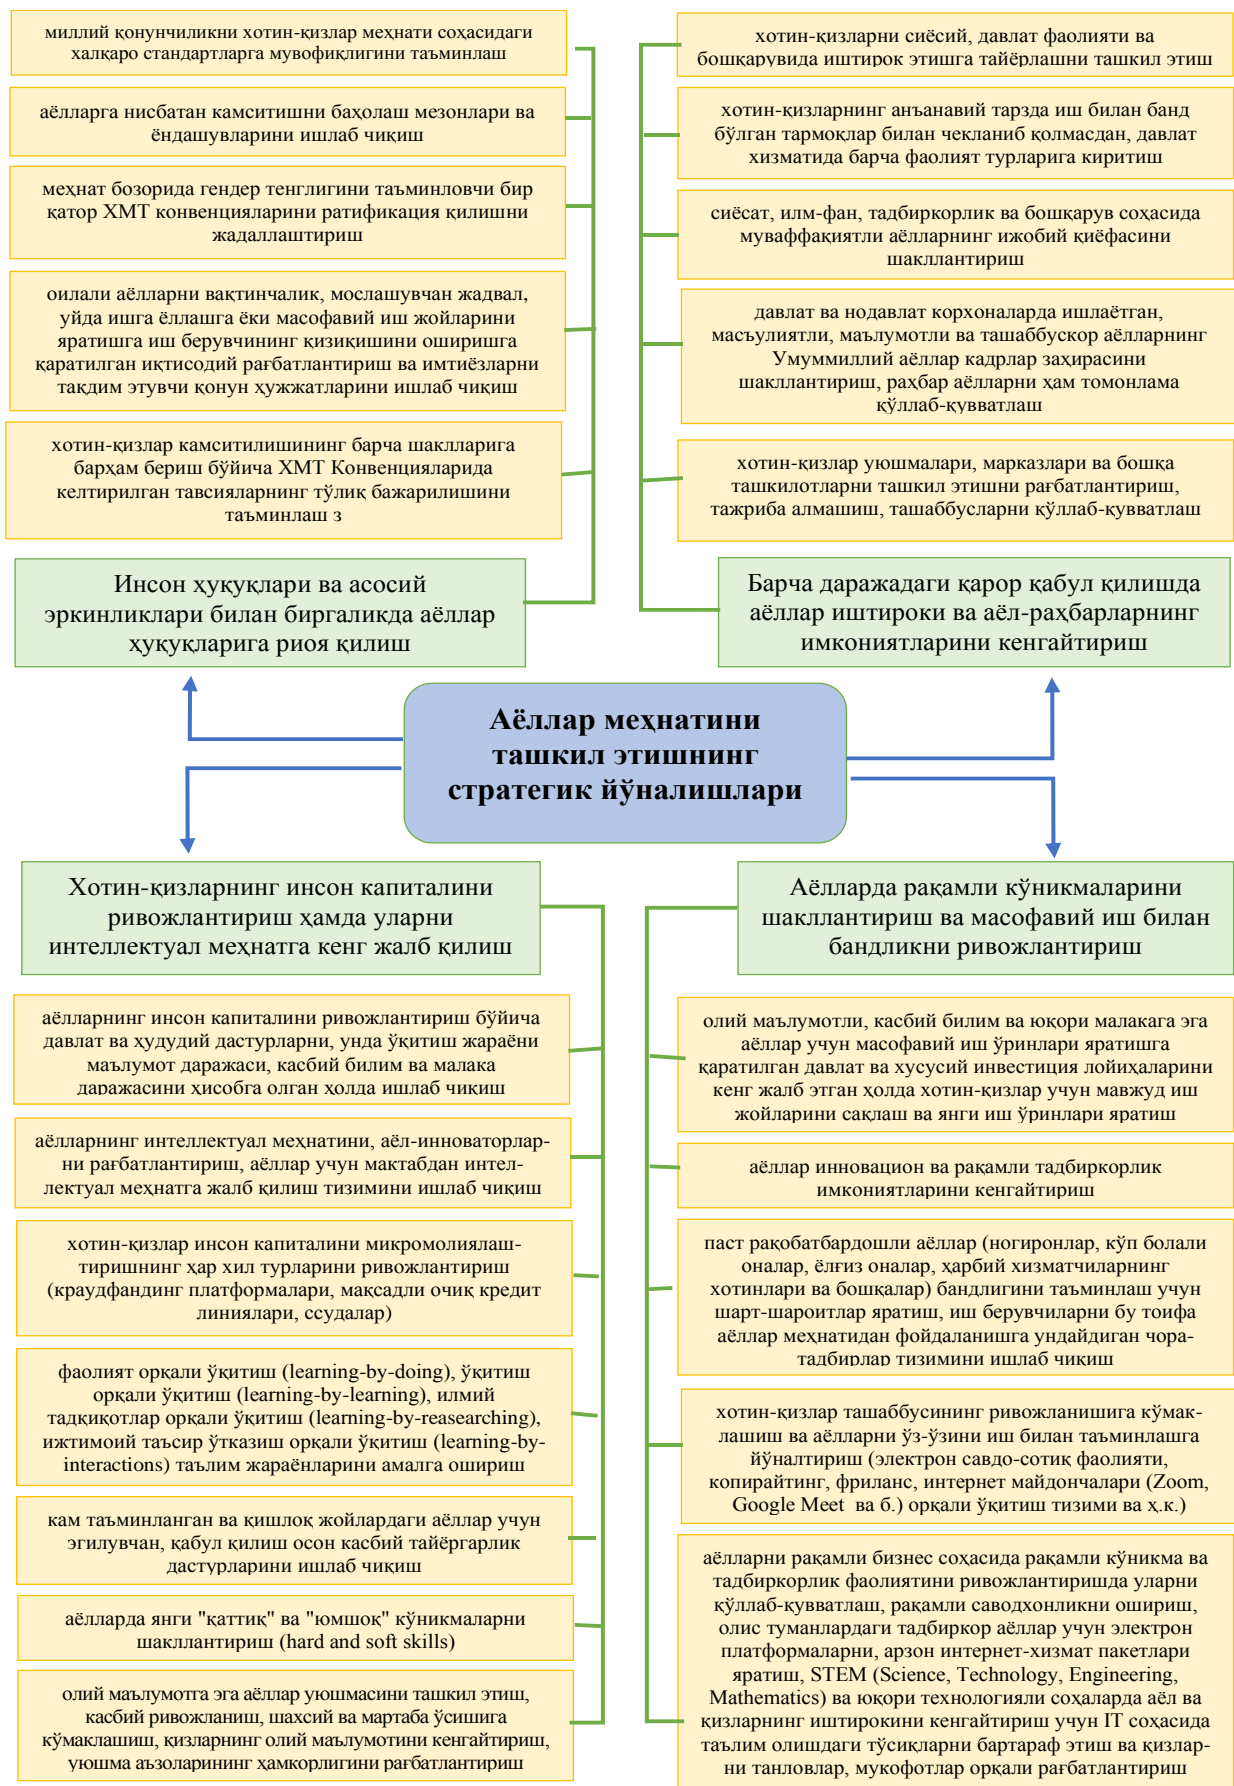 миллий қонунчиликни хотин-қизлар меҳнати соҳасидаги
халқаро стандартларга мувофиқлигини таъминлаш
аёлларга нисбатан камситишни баҳолаш мезонлари ва
ёндашувларини ишлаб чиқиш
меҳнат бозорида гендер тенглигини таъминловчи бир
қатор ХМТ конвенцияларини ратификация қилишни
жадаллаштириш
оилали аёлларни вақтинчалик, мослашувчан жадвал,
уйда ишга ёллашга ёки масофавий иш жойларини
яратишга иш берувчининг қизиқишини оширишга
қаратилган иқтисодий рағбатлантириш ва имтиёзларни
тақдим этувчи қонун ҳужжатларини ишлаб чиқиш
хотин-қизлар камситилишининг барча шаклларига
барҳам бериш бўйича ХМТ Конвенцияларида
келтирилган тавсияларнинг тўлиқ бажарилишини
таъминлаш з
Инсон ҳуқуқлари ва асосий
эркинликлари билан биргаликда аёллар
ҳуқуқларига риоя қилиш
хотин-қизларни сиёсий, давлат фаолияти ва
бошқарувида иштирок этишга тайёрлашни ташкил этиш
хотин-қизларнинг анъанавий тарзда иш билан банд
бўлган тармоқлар билан чекланиб қолмасдан, давлат
хизматида барча фаолият турларига киритиш
сиёсат, илм-фан, тадбиркорлик ва бошқарув соҳасида
муваффақиятли аёлларнинг ижобий қиёфасини
шакллантириш
давлат ва нодавлат корхоналарда ишлаётган,
масъулиятли, маълумотли ва ташаббускор аёлларнинг
Умуммиллий аёллар кадрлар заҳирасини
шакллантириш, раҳбар аёлларни ҳам томонлама
қўллаб-қувватлаш
хотин-қизлар уюшмалари, марказлари ва бошқа
ташкилотларни ташкил этишни рағбатлантириш,
тажриба алмашиш, ташаббусларни қўллаб-қувватлаш
Барча даражадаги қарор қабул қилишда
аёллар иштироки ва аёл-раҳбарларнинг
имкониятларини кенгайтириш
Аёллар меҳнатини
ташкил этишнинг
стратегик йўналишлари
Хотин-қизларнинг инсон капиталини
ривожлантириш ҳамда уларни
интеллектуал меҳнатга кенг жалб қилиш
аёлларнинг инсон капиталини ривожлантириш бўйича
давлат ва ҳудудий дастурларни, унда ўқитиш жараёни
маълумот даражаси, касбий билим ва малака
даражасини ҳисобга олган ҳолда ишлаб чиқиш
аёлларнинг интеллектуал меҳнатини, аёл-инноваторлар-
ни рағбатлантириш, аёллар учун мактабдан интел-
лектуал меҳнатга жалб қилиш тизимини ишлаб чиқиш
хотин-қизлар инсон капиталини микромолиялаш-
тиришнинг ҳар хил турларини ривожлантириш
(краудфандинг платформалари, мақсадли очиқ кредит
линиялари, ссудалар)
фаолият орқали ўқитиш (learning-by-doing), ўқитиш
орқали ўқитиш (learning-by-learning), илмий
тадқиқотлар орқали ўқитиш (learning-by-reasearching),
ижтимоий таъсир ўтказиш орқали ўқитиш (learning-by-
interactions) таълим жараёнларини амалга ошириш
кам таъминланган ва қишлоқ жойлардаги аёллар учун
эгилувчан, қабул қилиш осон касбий тайёргарлик
дастурларини ишлаб чиқиш
аёлларда янги "қаттиқ" ва "юмшоқ" кўникмаларни
шакллантириш (hard and soft skills)
олий маълумотга эга аёллар уюшмасини ташкил этиш,
касбий ривожланиш, шахсий ва мартаба ўсишига
кўмаклашиш, қизларнинг олий маълумотини кенгайтириш,
уюшма аъзоларининг ҳамкорлигини рағбатлантириш
Аёлларда рақамли кўникмаларини
шакллантириш ва масофавий иш билан
бандликни ривожлантириш
олий маълумотли, касбий билим ва юқори малакага эга
аёллар учун масофавий иш ўринлари яратишга
қаратилган давлат ва хусусий инвестиция лойиҳаларини
кенг жалб этган ҳолда хотин-қизлар учун мавжуд иш
жойларини сақлаш ва янги иш ўринлари яратиш
аёллар инновацион ва рақамли тадбиркорлик
имкониятларини кенгайтириш
паст рақобатбардошли аёллар (ногиронлар, кўп болали
оналар, ёлғиз оналар, ҳарбий хизматчиларнинг
хотинлари ва бошқалар) бандлигини таъминлаш учун
шарт-шароитлар яратиш, иш берувчиларни бу тоифа
аёллар меҳнатидан фойдаланишга ундайдиган чора-
тадбирлар тизимини ишлаб чиқиш
хотин-қизлар ташаббусининг ривожланишига кўмак-
лашиш ва аёлларни ўз-ўзини иш билан таъминлашга
йўналтириш (электрон савдо-сотиқ фаолияти,
копирайтинг, фриланс, интернет майдончалари (Zoom,
Google Meet ва б.) орқали ўқитиш тизими ва ҳ.к.)
аёлларни рақамли бизнес соҳасида рақамли кўникма ва
тадбиркорлик фаолиятини ривожлантиришда уларни
қўллаб-қувватлаш, рақамли саводхонликни ошириш,
олис туманлардаги тадбиркор аёллар учун электрон
платформаларни, арзон интернет-хизмат пакетлари
яратиш, STEM (Science, Technology, Engineering,
Mathematics) ва юқори технологияли соҳаларда аёл ва
қизларнинг иштирокини кенгайтириш учун IT соҳасида
таълим олишдаги тўсиқларни бартараф этиш ва қизлар-
ни танловлар, мукофотлар орқали рағбатлантириш